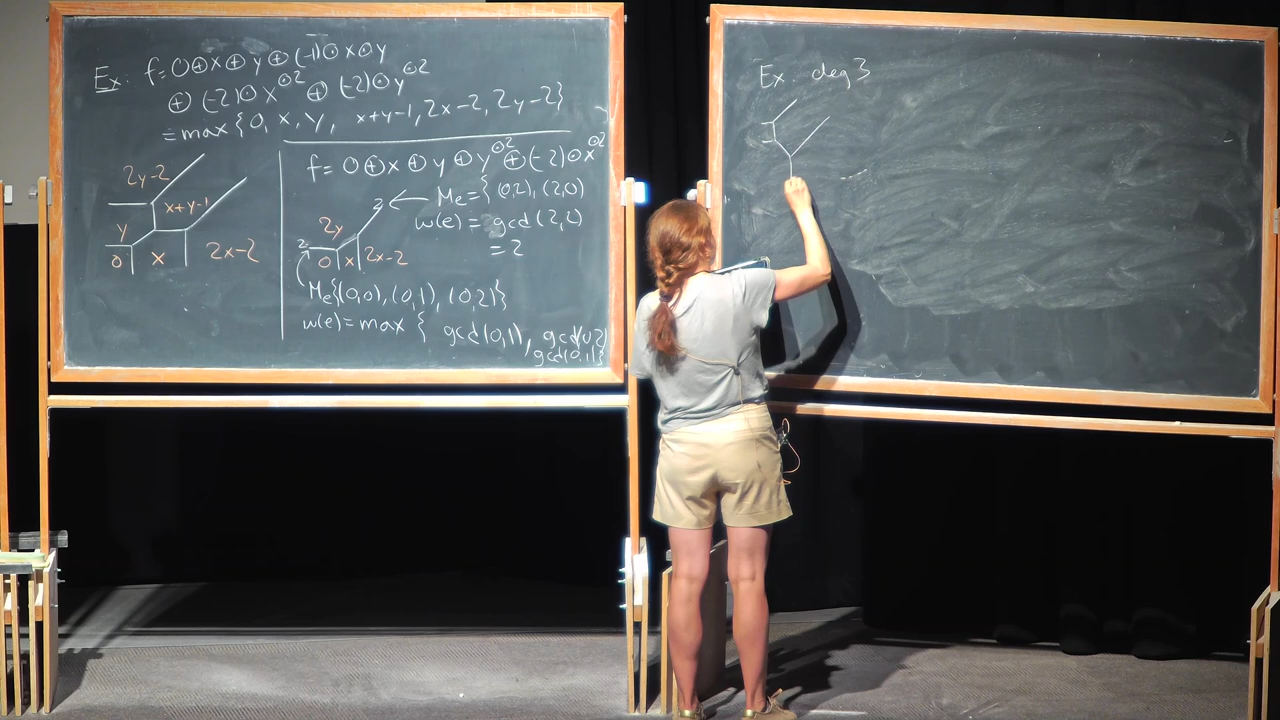 Ex: f = 0 ⊕ x ⊕ y ⊕ (-1) ⊙ x ⊙ y
⊕ (-2) ⊙ x^⊙2 ⊕ (-2) ⊙ y^⊙2
= max { 0, x, y, x+y-1, 2x-2, 2y-2 }
2y-2
x+y-1
y
0 x 2x-2
f = 0 ⊕ x ⊕ y ⊕ y^⊙2 ⊕ (-2) ⊙ x^⊙2
2 ← Me = { (0,2), (2,0)
w(e) = gcd(2,2)
= 2
2y
2
0 x 2x-2
Me{(0,0), (0,1), (0,2)}
w(e) = max { gcd(0,1), gcd(0,2)
gcd(0,1)}
Ex. deg 3